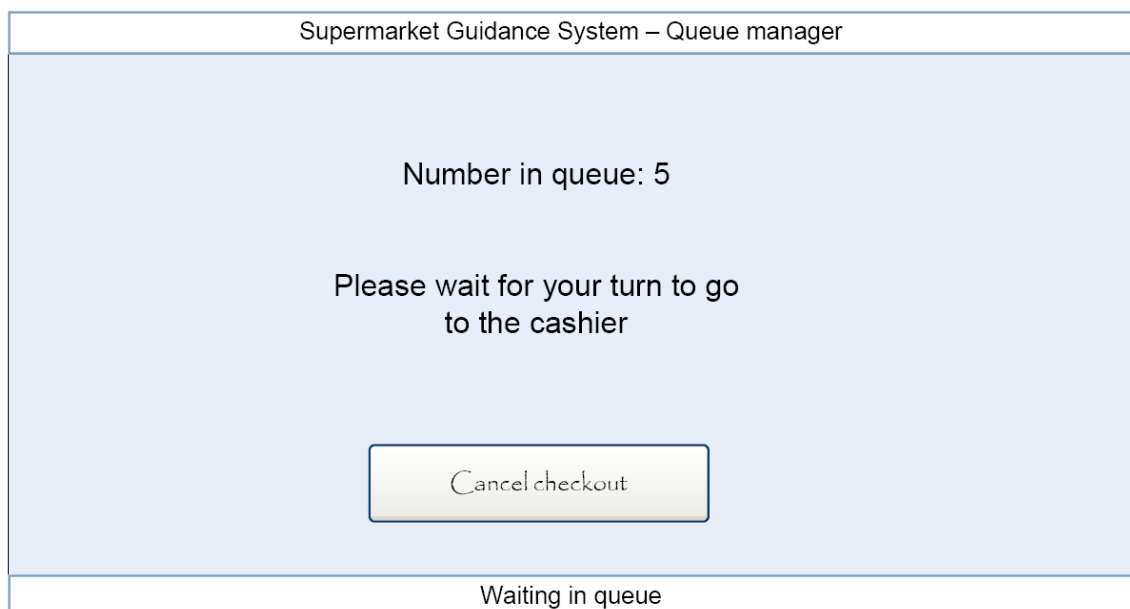 Supermarket Guidance System – Queue manager
Number in queue: 5
Please wait for your turn to go
to the cashier
Cancel checkout
Waiting in queue